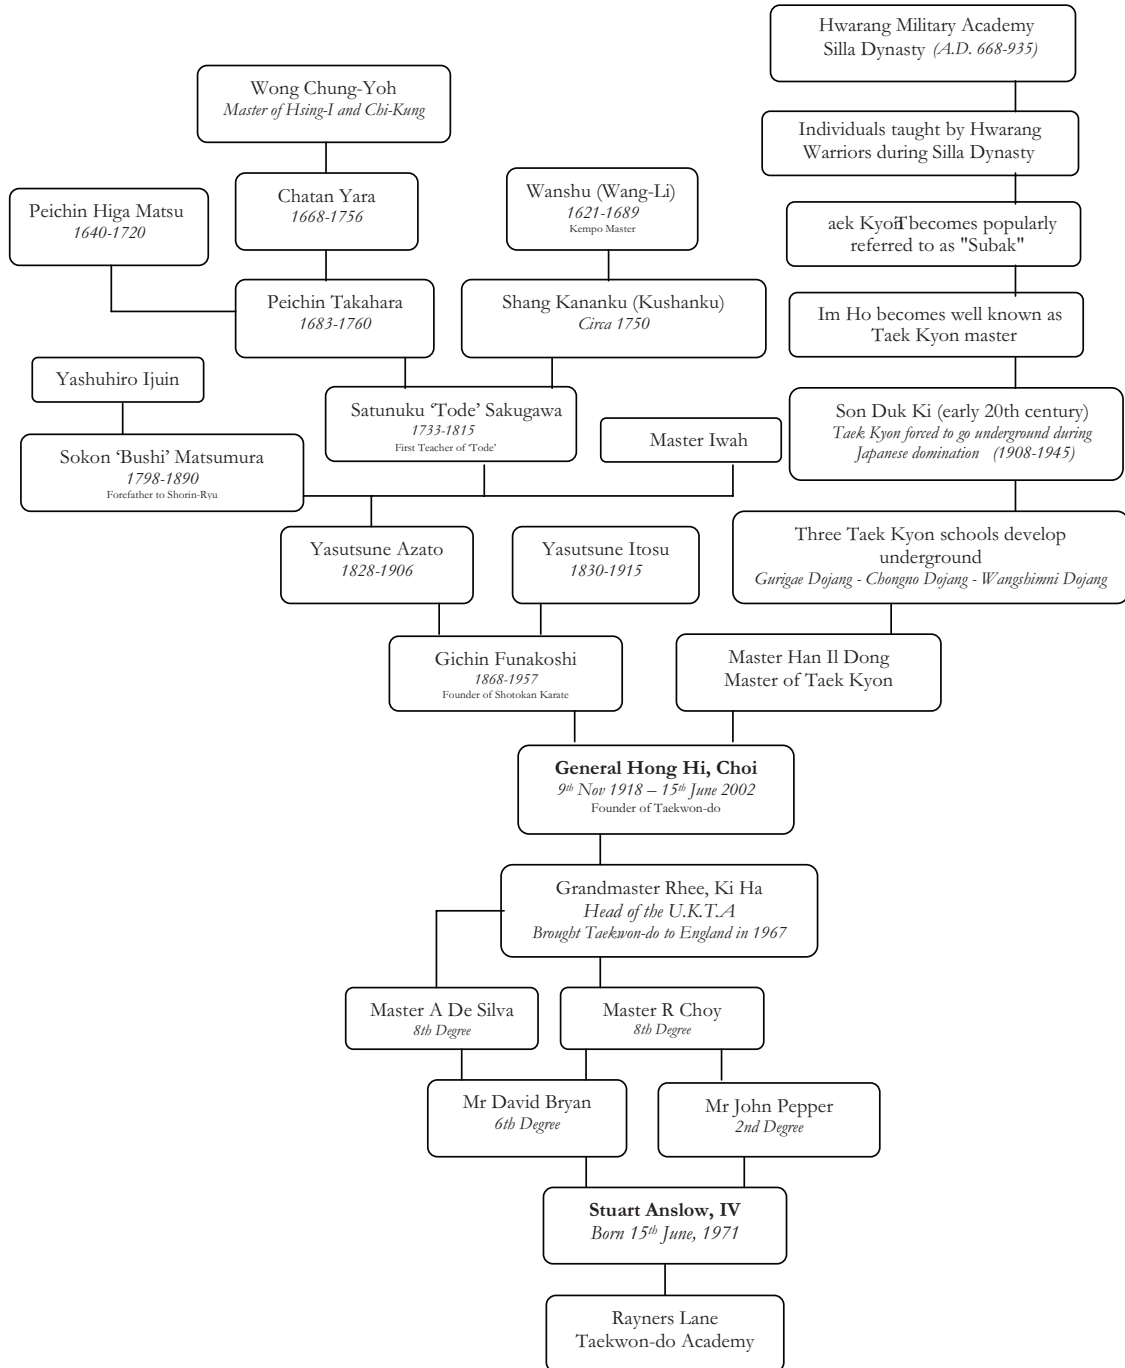 Hwarang Military Academy
Silla Dynasty (A.D. 668-935)
Wong Chung-Yoh
Master of Hsing-I and Chi-Kung
Individuals taught by Hwarang
Warriors during Silla Dynasty
Peichin Higa Matsu
1640-1720
Chatan Yara
1668-1756
Wanshu (Wang-Li)
1621-1689
Kempo Master
aek KyonT becomes popularly
referred to as "Subak"
Peichin Takahara
1683-1760
Shang Kananku (Kushanku)
Circa 1750
Im Ho becomes well known as
Taek Kyon master
Yashuhiro Ijuin
Satunuku ‘Tode’ Sakugawa
1733-1815
First Teacher of ‘Tode’
Master Iwah
Son Duk Ki (early 20th century)
Taek Kyon forced to go underground during
Japanese domination (1908-1945)
Sokon ‘Bushi’ Matsumura
1798-1890
Forefather to Shorin-Ryu
Yasutsune Azato
1828-1906
Yasutsune Itosu
1830-1915
Three Taek Kyon schools develop
underground
Gurigae Dojang - Chongno Dojang - Wangshimni Dojang
Gichin Funakoshi
1868-1957
Founder of Shotokan Karate
Master Han Il Dong
Master of Taek Kyon
General Hong Hi, Choi
9th Nov 1918 – 15th June 2002
Founder of Taekwon-do
Grandmaster Rhee, Ki Ha
Head of the U.K.T.A
Brought Taekwon-do to England in 1967
Master A De Silva
8th Degree
Master R Choy
8th Degree
Mr David Bryan
6th Degree
Mr John Pepper
2nd Degree
Stuart Anslow, IV
Born 15th June, 1971
Rayners Lane
Taekwon-do Academy